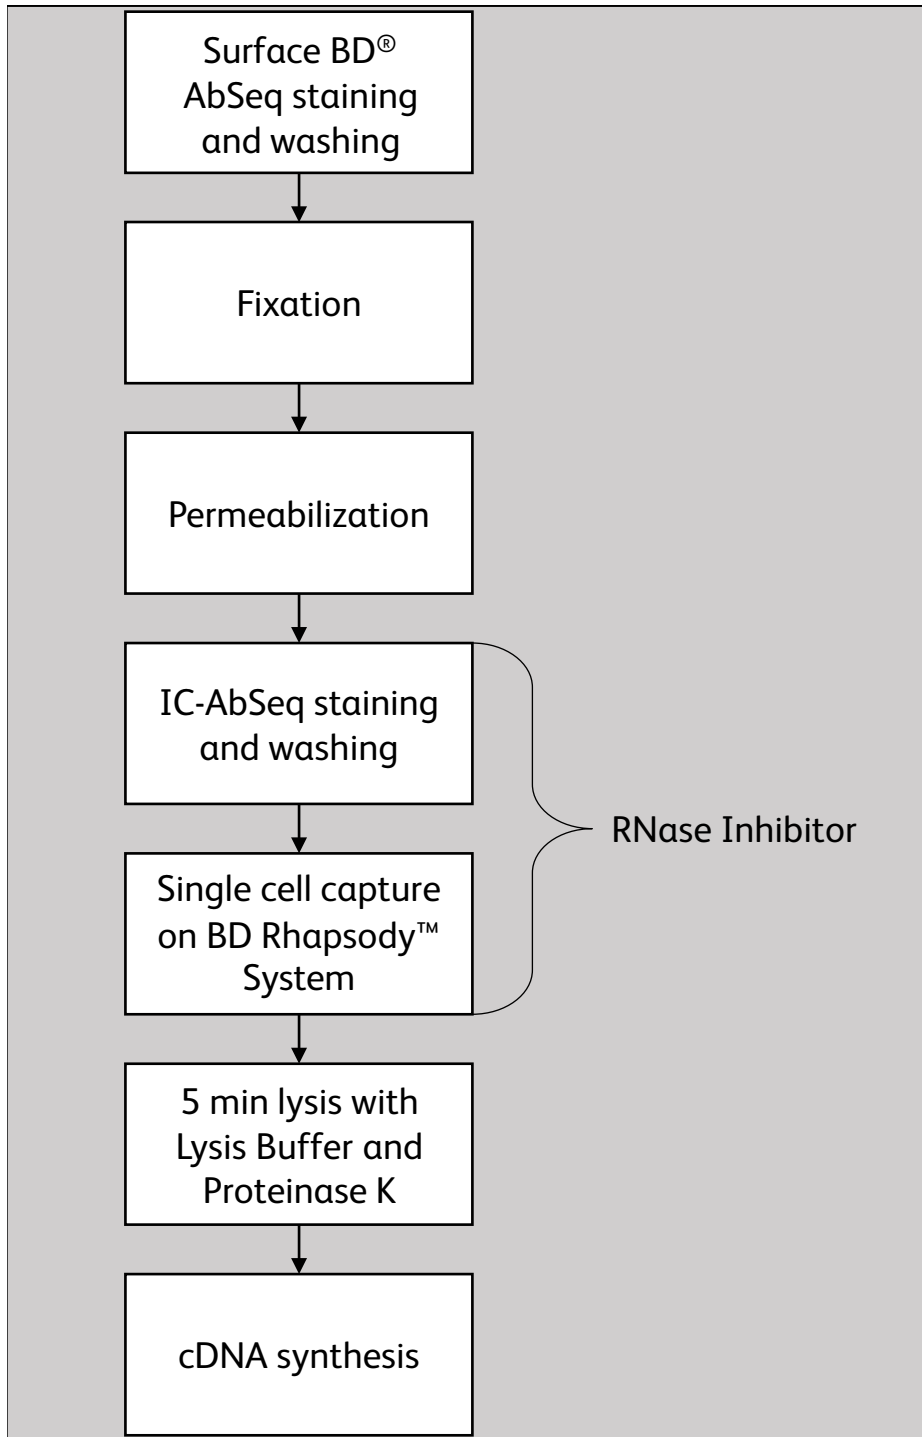 Surface BD®
AbSeq staining
and washing
Fixation
Permeabilization
IC-AbSeq staining
and washing
RNase Inhibitor
Single cell capture
on BD Rhapsody™
System
5 min lysis with
Lysis Buffer and
Proteinase K
cDNA synthesis